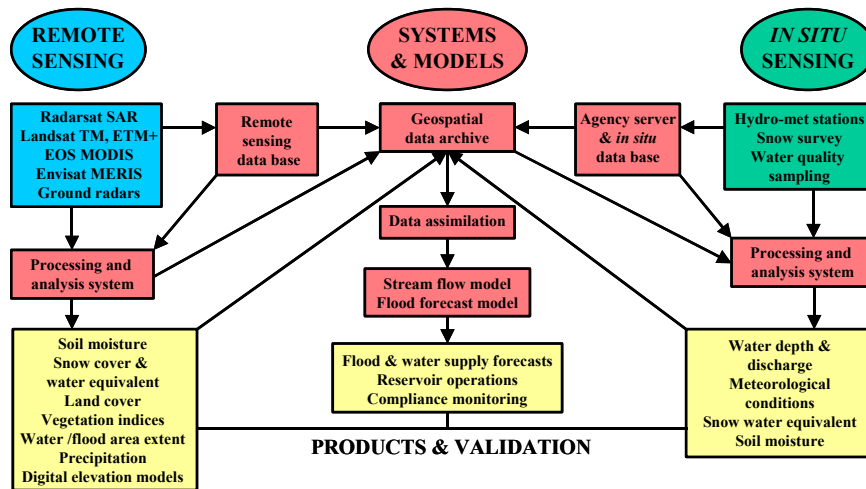 REMOTE
SENSING
SYSTEMS
& MODELS
IN SITU
SENSING
Radarsat SAR
Landsat TM, ETM+
EOS MODIS
Envisat MERIS
Ground radars
Remote
sensing
data base
Geospatial
data archive
Agency server
& in situ
data base
Hydro-met stations
Snow survey
Water quality
sampling
Processing and
analysis system
Data assimilation
Processing and
analysis system
Stream flow model
Flood forecast model
Soil moisture
Snow cover &
water equivalent
Land cover
Vegetation indices
Water /flood area extent
Precipitation
Digital elevation models
Flood & water supply forecasts
Reservoir operations
Compliance monitoring
Water depth &
discharge
Meteorological
conditions
Snow water equivalent
Soil moisture
PRODUCTS & VALIDATION